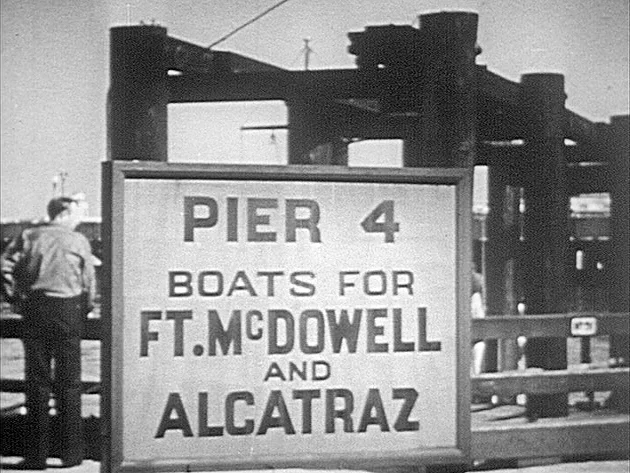 PIER 4
BOATS FOR
FT. McDOWELL
AND
ALCATRAZ